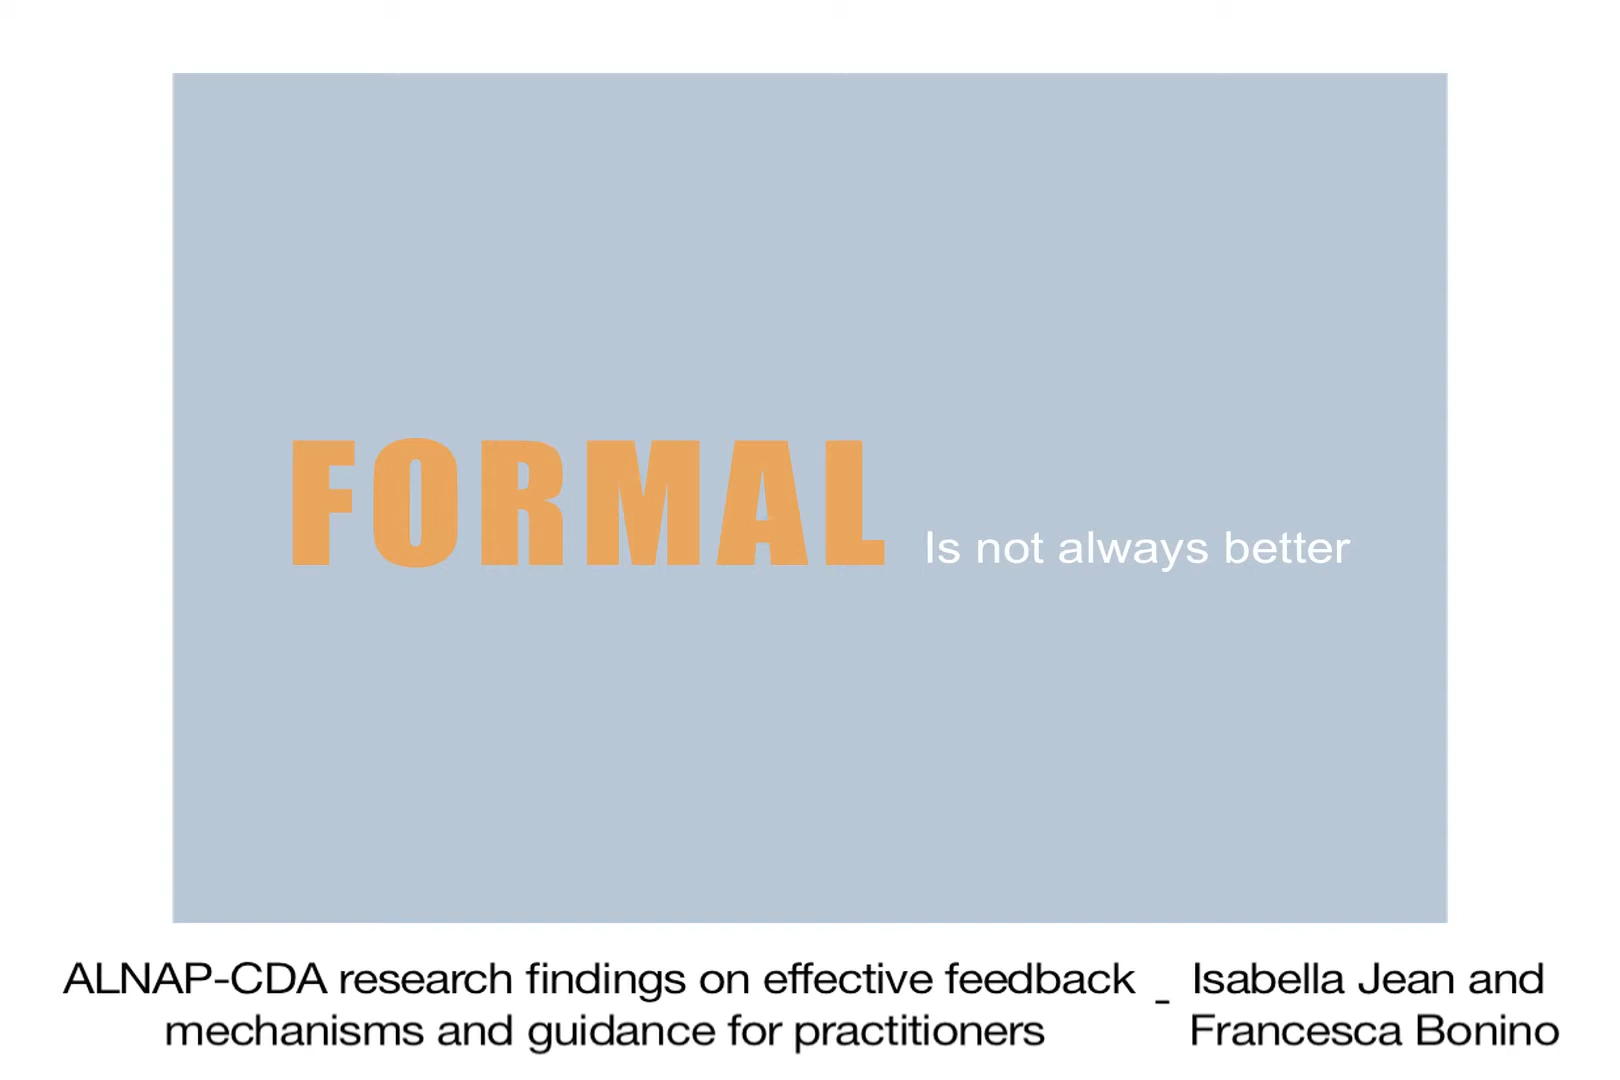 FORMAL Is not always better
ALNAP-CDA research findings on effective feedback
mechanisms and guidance for practitioners
-
Isabella Jean and
Francesca Bonino